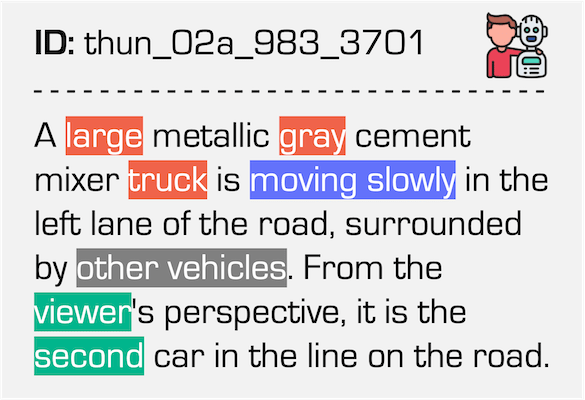 ID: thun_02a_983_3701
A large metallic gray cement
mixer truck is moving slowly in the
left lane of the road, surrounded
by other vehicles. From the
viewer's perspective, it is the
second car in the line on the road.